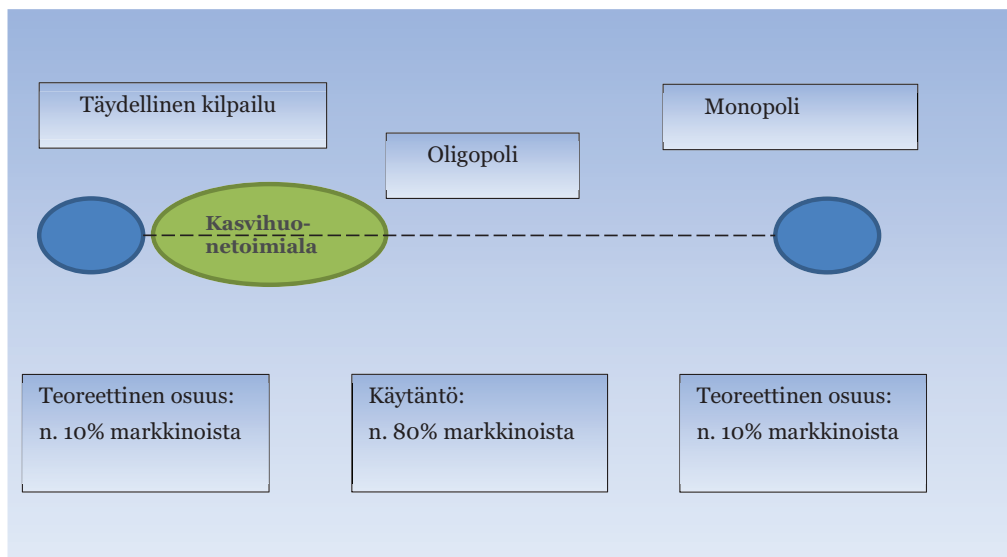 Täydellinen kilpailu
Monopoli
Oligopoli
Kasvihuo-
netoimiala
Teoreettinen osuus:
n. 10% markkinoista
Käytäntö:
n. 80% markkinoista
Teoreettinen osuus:
n. 10% markkinoista